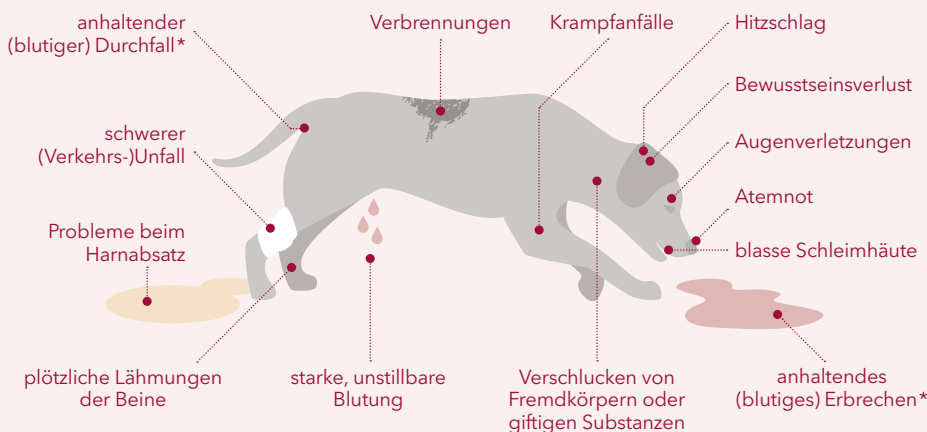 anhaltender
(blutiger) Durchfall*
Verbrennungen
Krampfanfälle
Hitzschlag
Bewusstseinsverlust
schwerer
(Verkehrs-)Unfall
Augenverletzungen
Atemnot
Probleme beim
Harnabsatz
blasse Schleimhäute
plötzliche Lähmungen
der Beine
starke, unstillbare
Blutung
Verschlucken von
Fremdkörpern oder
giftigen Substanzen
anhaltendes
(blutiges) Erbrechen*